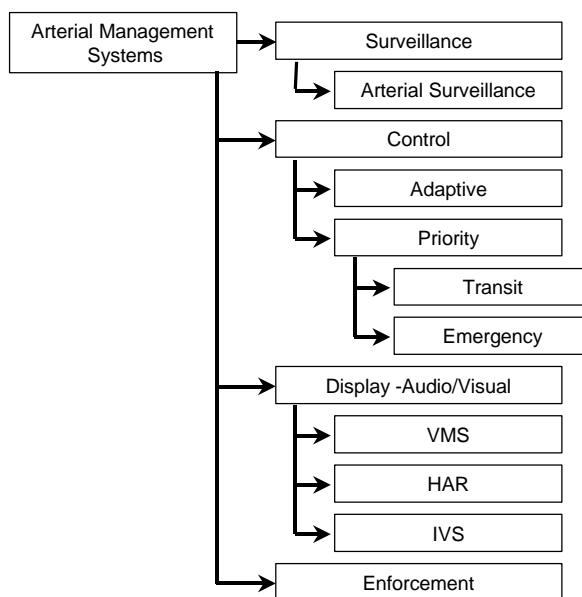 Arterial Management
Systems
Surveillance
Arterial Surveillance
Control
Adaptive
Priority
Transit
Emergency
Display -Audio/Visual
VMS
HAR
IVS
Enforcement